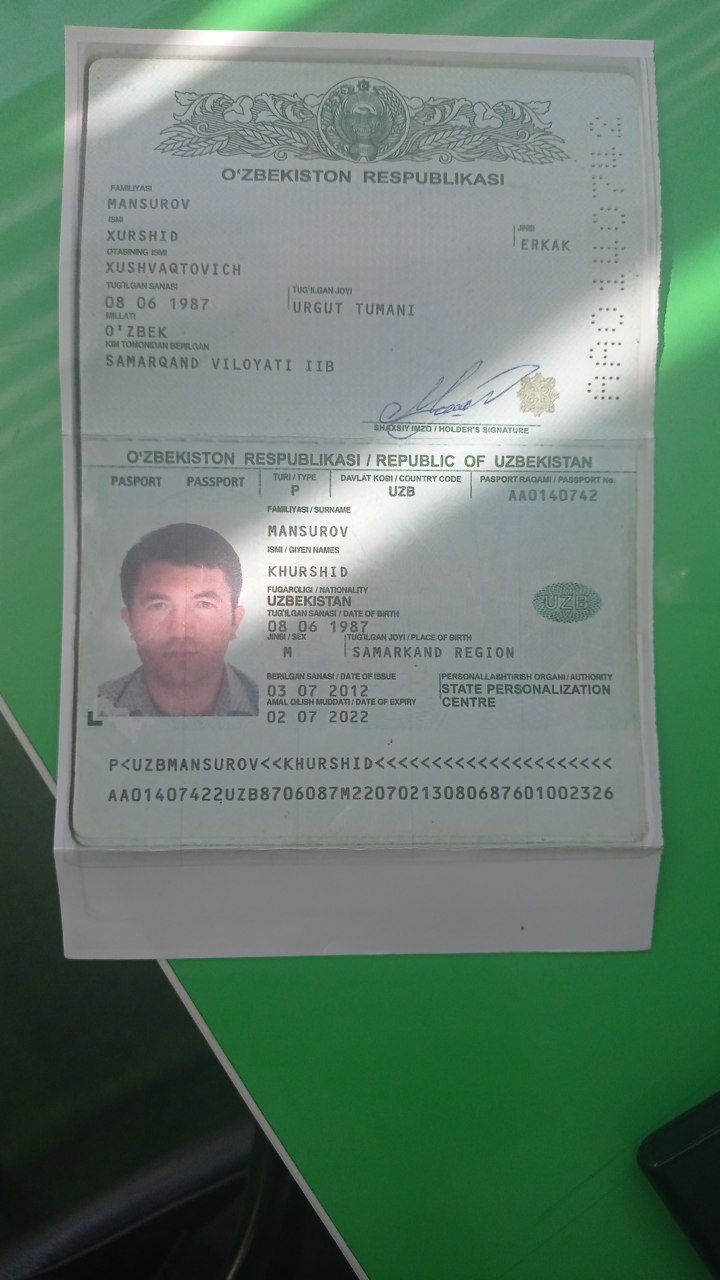 O'ZBEKISTON RESPUBLIKASI
FAMILIYASI
MANSUROV
ISMI
XURSHID
JINSI
ERKAK
OTASINING ISMI
XUSHVAQTOVICH
TUG'ILGAN SANASI
08 06 1987
TUG'ILGAN JOYI
URGUT TUMANI
MILLATI
O'ZBEK
KIM TOMONIDAN BERILGAN
SAMARQAND VILOYATI IIB
AA0140742
SHAXSIY IMZO / HOLDER'S SIGNATURE
O'ZBEKISTON RESPUBLIKASI / REPUBLIC OF UZBEKISTAN
PASPORT PASSPORT
TURI / TYPE
P
DAVLAT KODI / COUNTRY CODE
UZB
PASPORT RAQAMI / PASSPORT No.
AA0140742
FAMILIYASI / SURNAME
MANSUROV
ISMI / GIVEN NAMES
KHURSHID
FUQAROLIGI / NATIONALITY
UZBEKISTAN
UZB
TUG'ILGAN SANASI / DATE OF BIRTH
08 06 1987
JINSI / SEX
M
TUG'ILGAN JOYI / PLACE OF BIRTH
SAMARKAND REGION
BERILGAN SANASI / DATE OF ISSUE
03 07 2012
PERSONALLASHTIRISH ORGANI / AUTHORITY
STATE PERSONALIZATION
CENTRE
AMAL QILISH MUDDATI / DATE OF EXPIRY
02 07 2022
P<UZBMANSUROV<<KHURSHID<<<<<<<<<<<<<<<<<<<<<
AA01407422UZB8706087M22070213080687601002326